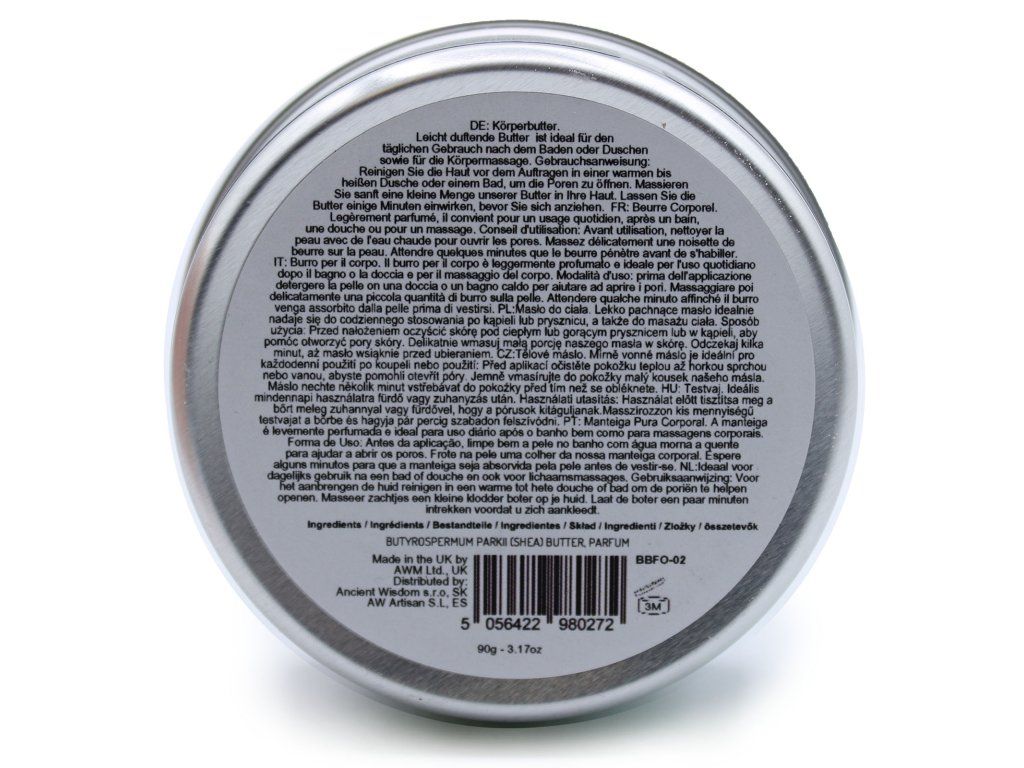 DE: Körperbutter.
Leicht duftende Butter ist ideal für den
täglichen Gebrauch nach dem Baden oder Duschen
sowie für die Körpermassage. Gebrauchsanweisung:
Reinigen Sie die Haut vor dem Auftragen in einer warmen bis
heißen Dusche oder einem Bad, um die Poren zu öffnen. Massieren
Sie sanft eine kleine Menge unserer Butter in Ihre Haut. Lassen Sie die
Butter einige Minuten einwirken, bevor Sie sich anziehen. FR: Beurre Corporel.
Legèrement parfumé, il convient pour un usage quotidien, après un bain,
une douche ou pour un massage. Conseil d'utilisation: Avant utilisation, nettoyer la
peau avec de l'eau chaude pour ouvrir les pores. Massez délicatement une noisette de
beurre sur la peau. Attendre quelques minutes que le beurre pénètre avant de s'habiller.
IT: Burro per il corpo. Il burro per il corpo è leggermente profumato e ideale per l'uso quotidiano
dopo il bagno o la doccia e per il massaggio del corpo. Modalità d'uso: prima dell'applicazione
detergere la pelle on una doccia o un bagno caldo per aiutare ad aprire i pori. Massaggiare poi
delicatamente una piccola quantità di burro sulla pelle. Attendere qualche minuto affinché il burro
venga assorbito dalla pelle prima di vestirsi. PL:Masło do ciała. Lekko pachnące masło idealnie
nadaje się do codziennego stosowania po kąpieli lub prysznicu, a także do masażu ciała. Sposób
użycia: Przed nałożeniem oczyścić skórę pod ciepłym lub gorącym prysznicem lub w kąpieli, aby
pomóc otworzyć pory skóry. Delikatnie wmasuj małą porcję naszego masła w skórę. Odczekaj kilka
minut, aż masło wsiąknie przed ubieraniem. CZ:Tělové máslo. Mírně vonné máslo je ideální pro
každodenní použití po koupeli nebo použití: Před aplikací očistěte pokožku teplou až horkou sprchou
nebo vanou, abyste pomohli otevřít póry. Jemně vmasírujte do pokožky malý kousek našeho másla.
Máslo nechte několik minut vstřebávat do pokožky před tím než se obléknete. HU: Testvaj. Ideális
mindennapi használatra fürdő vagy zuhanyzás után. Használati utasítás: Használat előtt tisztítsa meg a
bőrt meleg zuhannyal vagy fürdővel, hogy a pórusok kitáguljanak.Masszírozzon kis mennyiségű
testvajat a bőrbe és hagyja pár percig szabadon felszívódni. PT: Manteiga Pura Corporal. A manteiga
é levemente perfumada e ideal para uso diário após o banho bem como para massagens corporais.
Forma de Uso: Antes da aplicação, limpe bem a pele no banho com água morna a quente
para ajudar a abrir os poros. Frote na pele uma colher da nossa manteiga corporal. Espere
alguns minutos para que a manteiga seja absorvida pela pele antes de vestir-se. NL:Ideaal voor
dagelijks gebruik na een bad of douche en ook voor lichaamsmassages. Gebruiksaanwijzing: Voor
het aanbrengen de huid reinigen in een warme tot hete douche of bad om de poriën te helpen
openen. Masseer zachtjes een kleine klodder boter op je huid. Laat de boter een paar minuten
intrekken voordat u zich aankleedt.
Ingredients / Ingrédients / Bestandteile / Ingredientes / Skład / Ingredienti / Zložky / összetevők
BUTYROSPERMUM PARKII (SHEA) BUTTER, PARFUM
Made in the UK by
AWM Ltd., UK
Distributed by:
Ancient Wisdom s.r.o, SK
AW Artisan S.L, ES
BBFO-02
3M
5 056422 980272
90g - 3.17oz